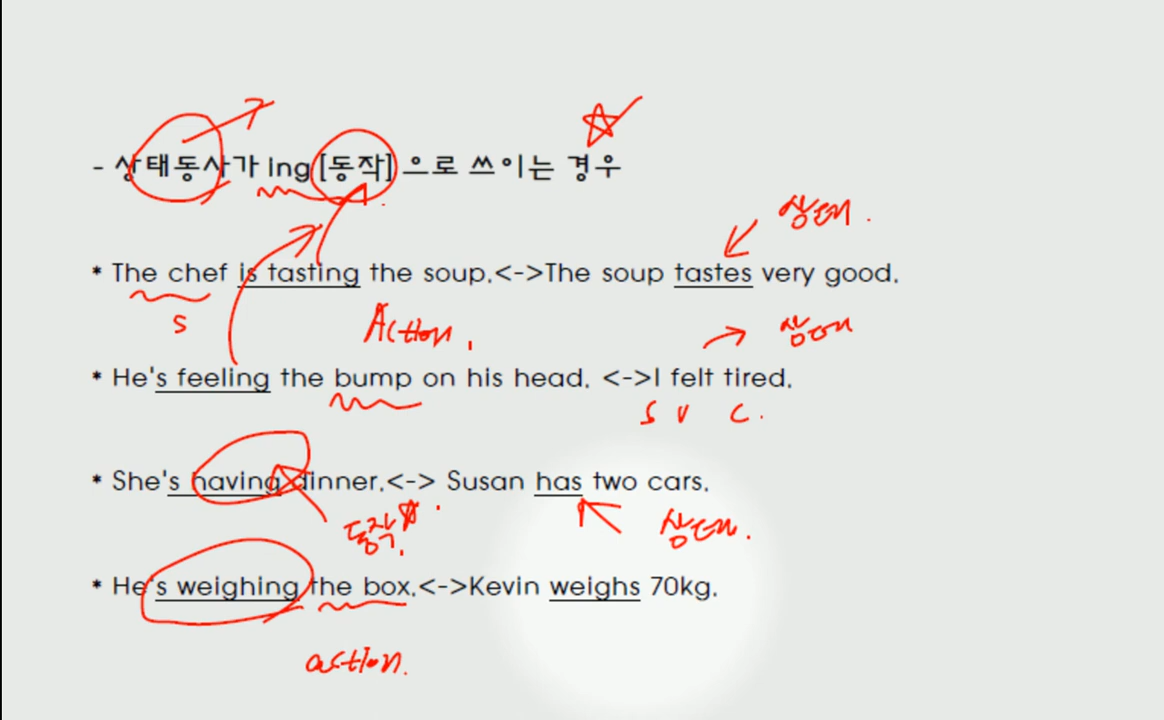 - 상태동사가 ing [동작] 으로 쓰이는 경우
상태.
* The chef is tasting the soup.<->The soup tastes very good.
S
Action.
상태
* He's feeling the bump on his head. <->I felt tired.
S V C.
* She's having dinner.<-> Susan has two cars.
동작.
상태.
* He's weighing the box.<->Kevin weighs 70kg.
action.